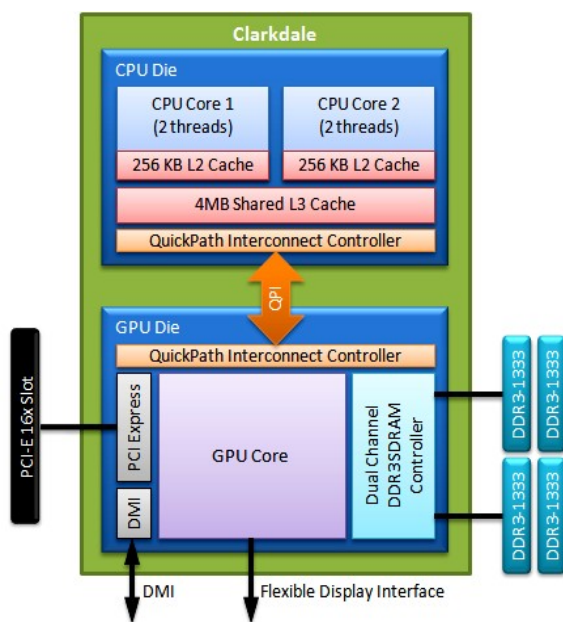 Clarkdale
CPU Die
CPU Core 1
(2 threads)
CPU Core 2
(2 threads)
256 KB L2 Cache
256 KB L2 Cache
4MB Shared L3 Cache
QuickPath Interconnect Controller
QPI
GPU Die
QuickPath Interconnect Controller
PCI-E 16x Slot
PCI Express
DMI
GPU Core
Dual Channel
DDR3SDRAM
Controller
DDR3-1333
DDR3-1333
DDR3-1333
DDR3-1333
DMI
Flexible Display Interface